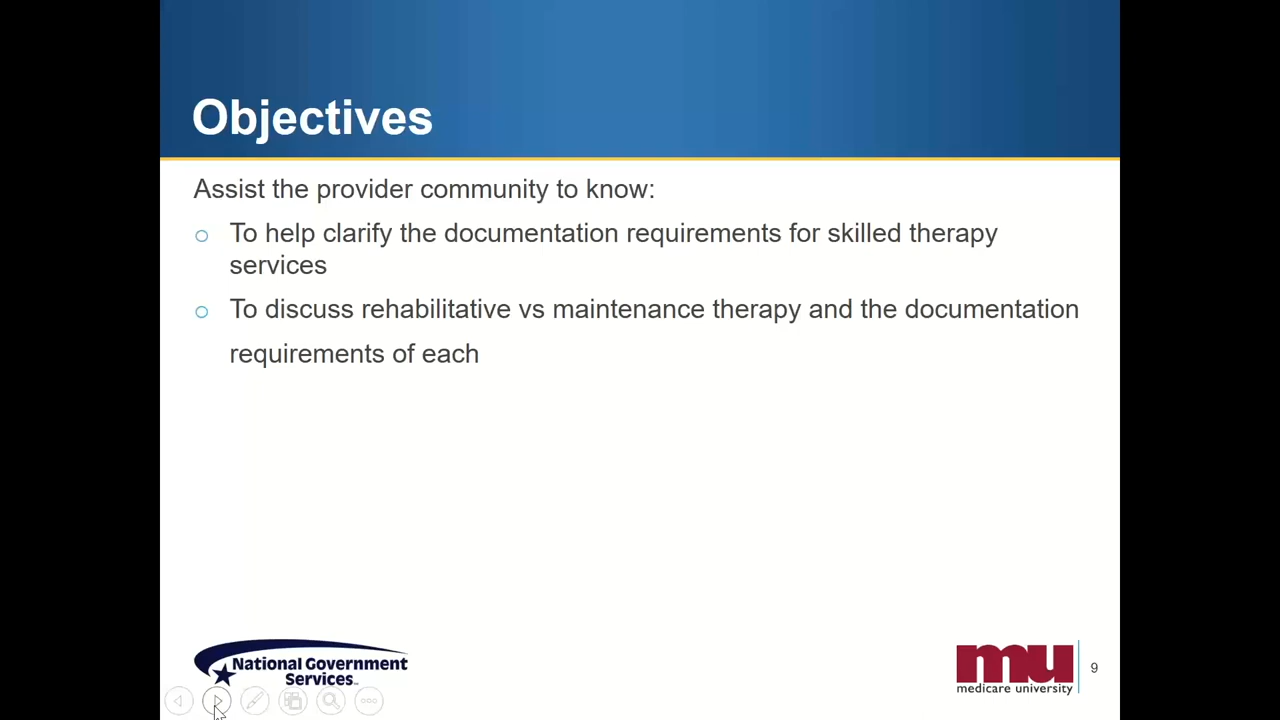 Objectives
Assist the provider community to know:
To help clarify the documentation requirements for skilled therapy
services
To discuss rehabilitative vs maintenance therapy and the documentation
requirements of each
National Government
Services
mu
medicare university
9